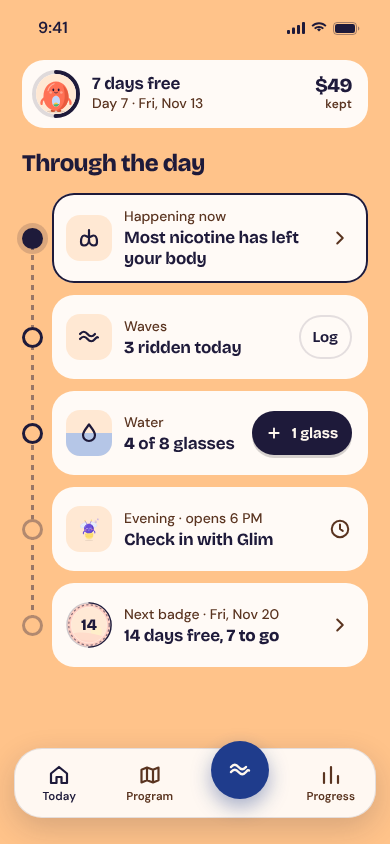 9:41
7 days free
$49
Day 7 · Fri, Nov 13
kept
Through the day
Happening now
Most nicotine has left
your body
Waves
3 ridden today
Log
Water
4 of 8 glasses
+ 1 glass
Evening · opens 6 PM
Check in with Glim
14
Next badge · Fri, Nov 20
14 days free, 7 to go
Today
Program
Progress